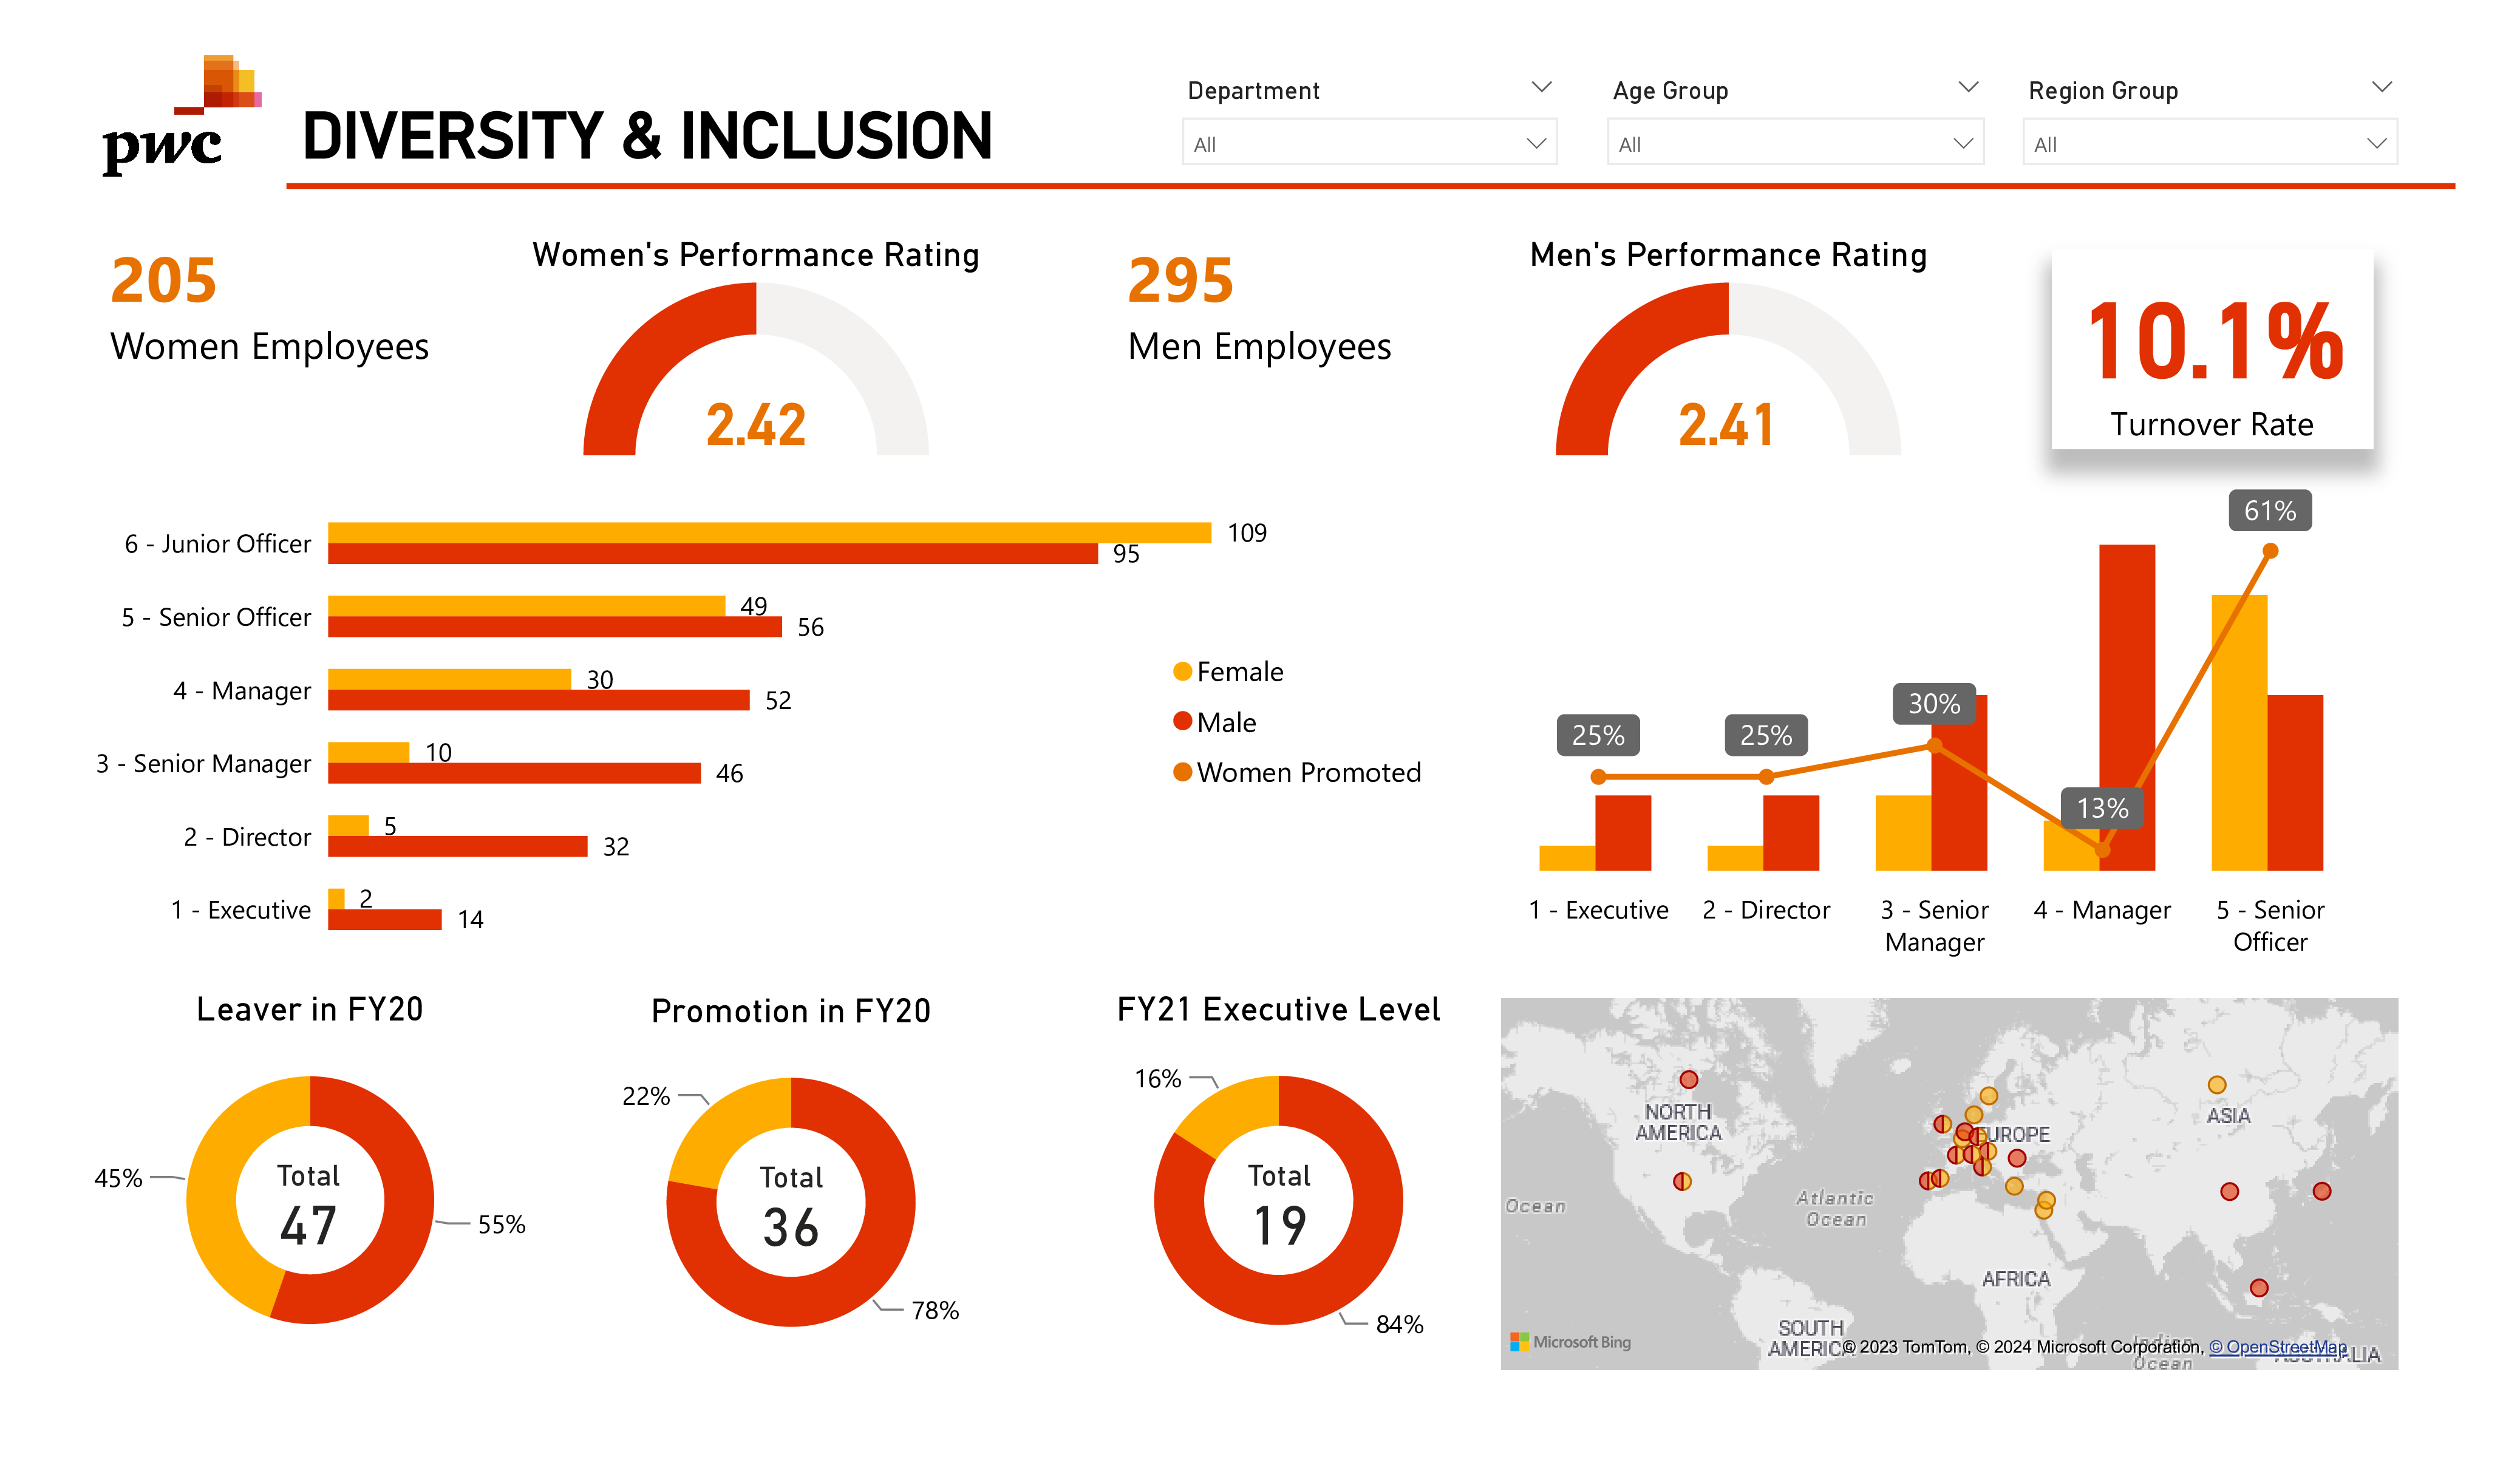 pwc
DIVERSITY & INCLUSION
Department
All
Age Group
All
Region Group
All
205
Women Employees
Women's Performance Rating
2.42
295
Men Employees
Men's Performance Rating
2.41
10.1%
Turnover Rate
6 - Junior Officer
109
95
5 - Senior Officer
49
56
4 - Manager
30
52
3 - Senior Manager
10
46
2 - Director
5
32
1 - Executive
2
14
Female
Male
Women Promoted
25%
25%
30%
13%
61%
1 - Executive
2 - Director
3 - Senior
Manager
4 - Manager
5 - Senior
Officer
Leaver in FY20
45%
Total
47
55%
Promotion in FY20
22%
Total
36
78%
FY21 Executive Level
16%
Total
19
84%
NORTH
AMERICA
EUROPE
ASIA
Ocean
Atlantic
Ocean
AFRICA
SOUTH
AMERICA
Indian
Ocean
AUSTRALIA
Microsoft Bing
© 2023 TomTom, © 2024 Microsoft Corporation, © OpenStreetMap